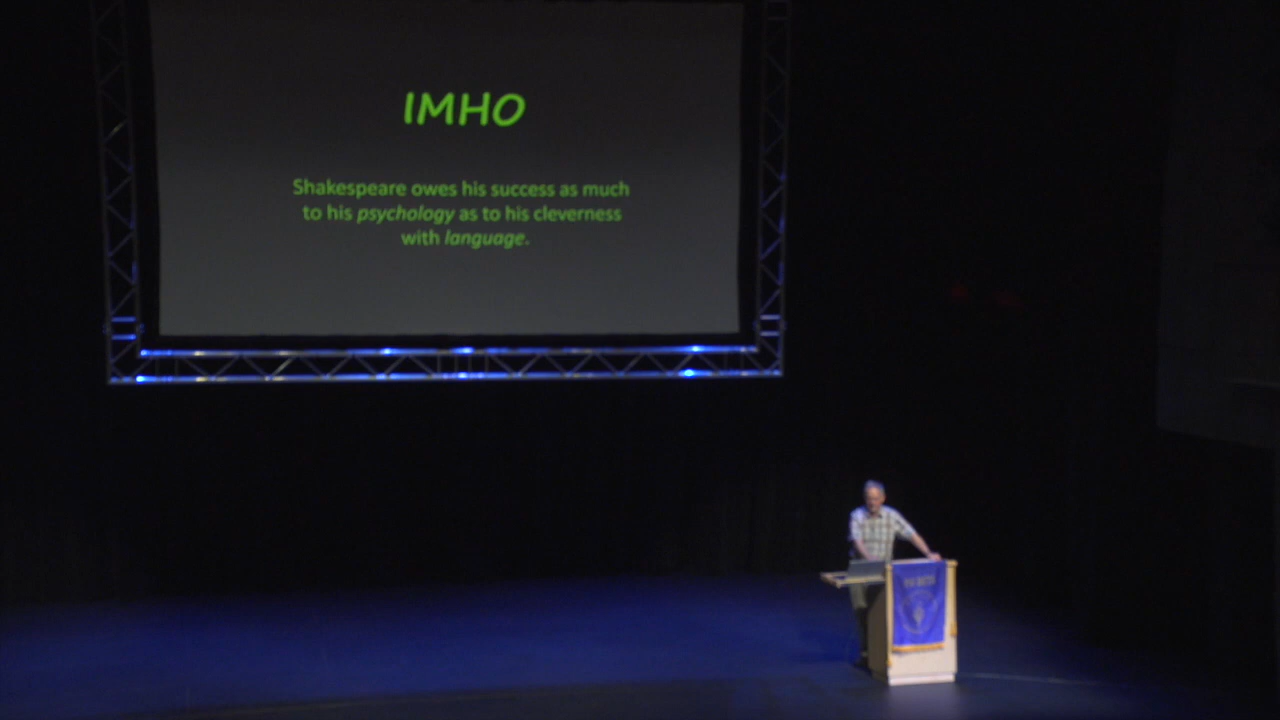 IMHO
Shakespeare owes his success as much
to his psychology as to his cleverness
with language.